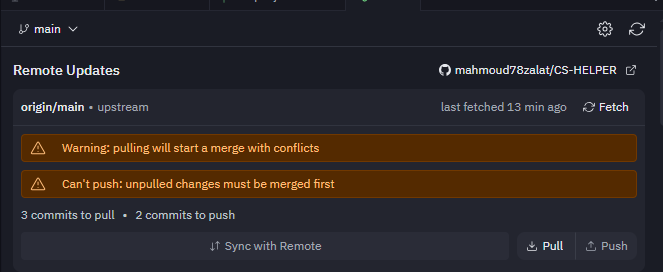 main
Remote Updates
mahmoud78zalat/CS-HELPER
origin/main • upstream
last fetched 13 min ago
Fetch
Warning: pulling will start a merge with conflicts
Can't push: unpulled changes must be merged first
3 commits to pull • 2 commits to push
Sync with Remote
Pull
Push